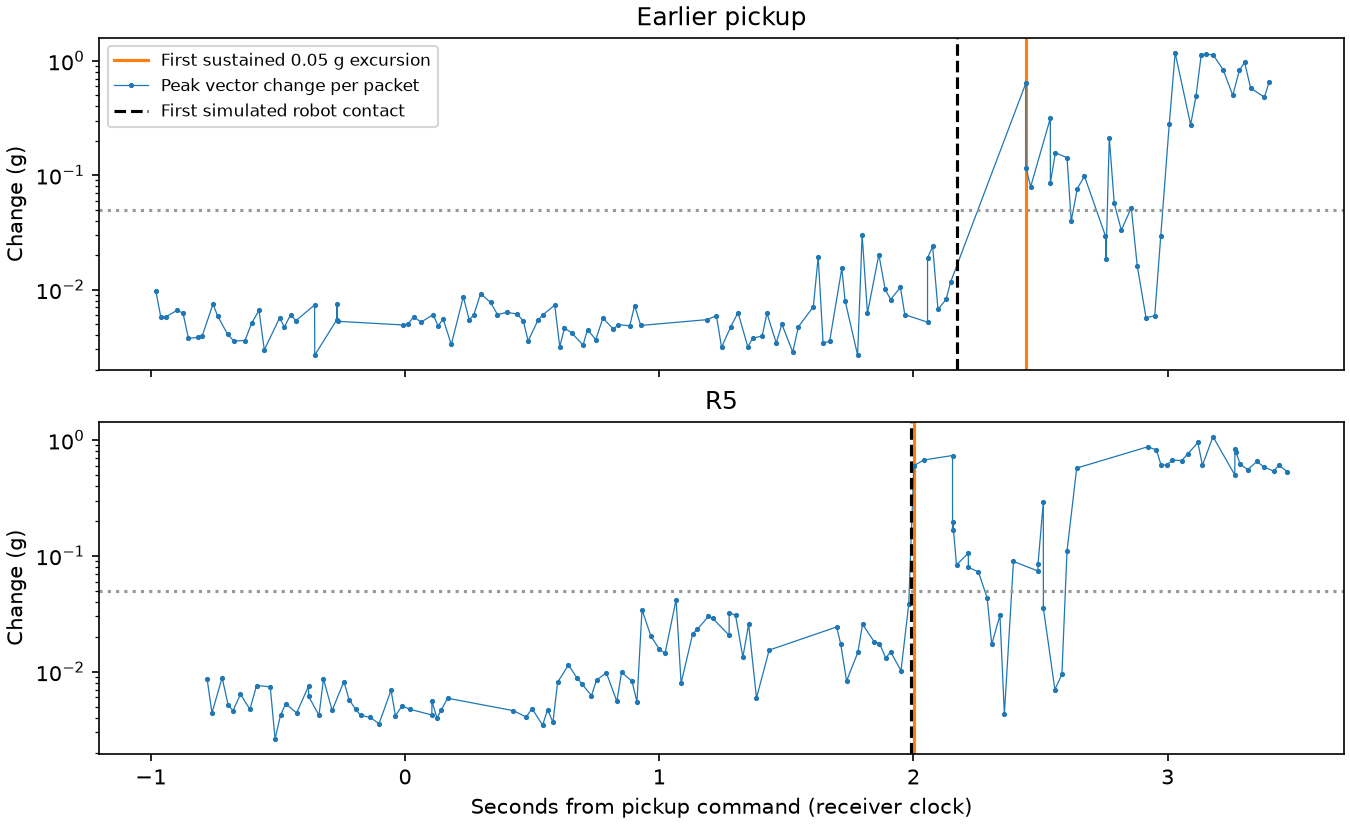 Earlier pickup
First sustained 0.05 g excursion
Peak vector change per packet
First simulated robot contact
Change (g)
10⁰
10⁻¹
10⁻²
R5
Change (g)
10⁰
10⁻¹
10⁻²
−1 0 1 2 3
Seconds from pickup command (receiver clock)